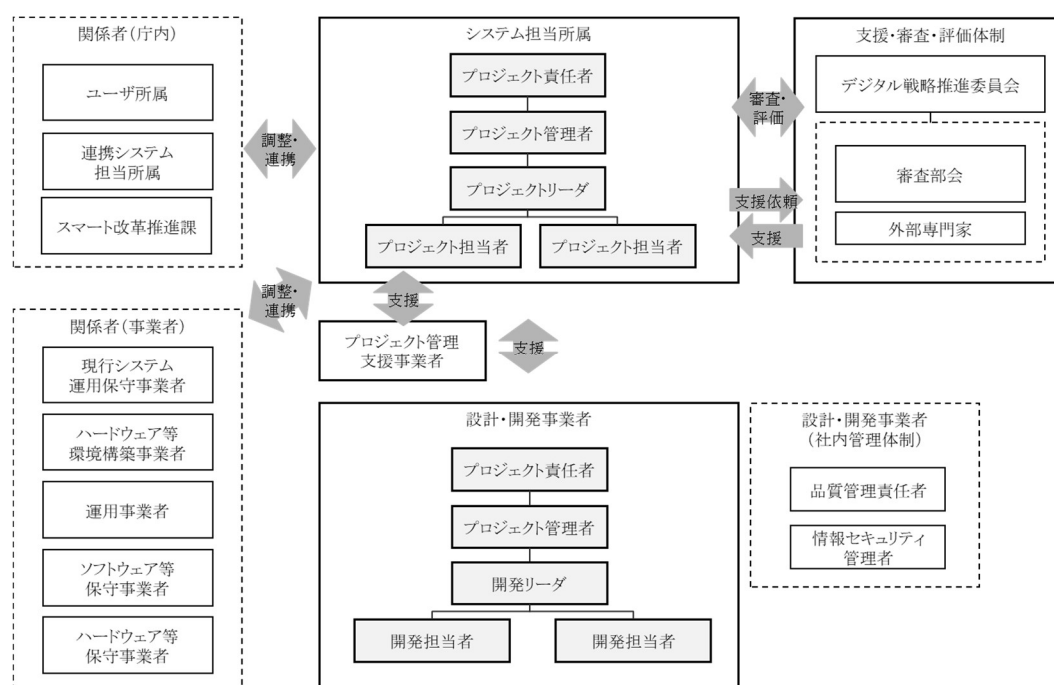 関係者（庁内）
ユーザ所属
連携システム
担当所属
スマート改革推進課
調整・
連携
システム担当所属
プロジェクト責任者
プロジェクト管理者
プロジェクトリーダ
プロジェクト担当者
プロジェクト担当者
審査・
評価
支援依頼
支援
支援・審査・評価体制
デジタル戦略推進委員会
審査部会
外部専門家
調整・
連携
支援
プロジェクト管理
支援事業者
支援
関係者（事業者）
現行システム
運用保守事業者
ハードウェア等
環境構築事業者
運用事業者
ソフトウェア等
保守事業者
ハードウェア等
保守事業者
設計・開発事業者
プロジェクト責任者
プロジェクト管理者
開発リーダ
開発担当者
開発担当者
設計・開発事業者
（社内管理体制）
品質管理責任者
情報セキュリティ
管理者